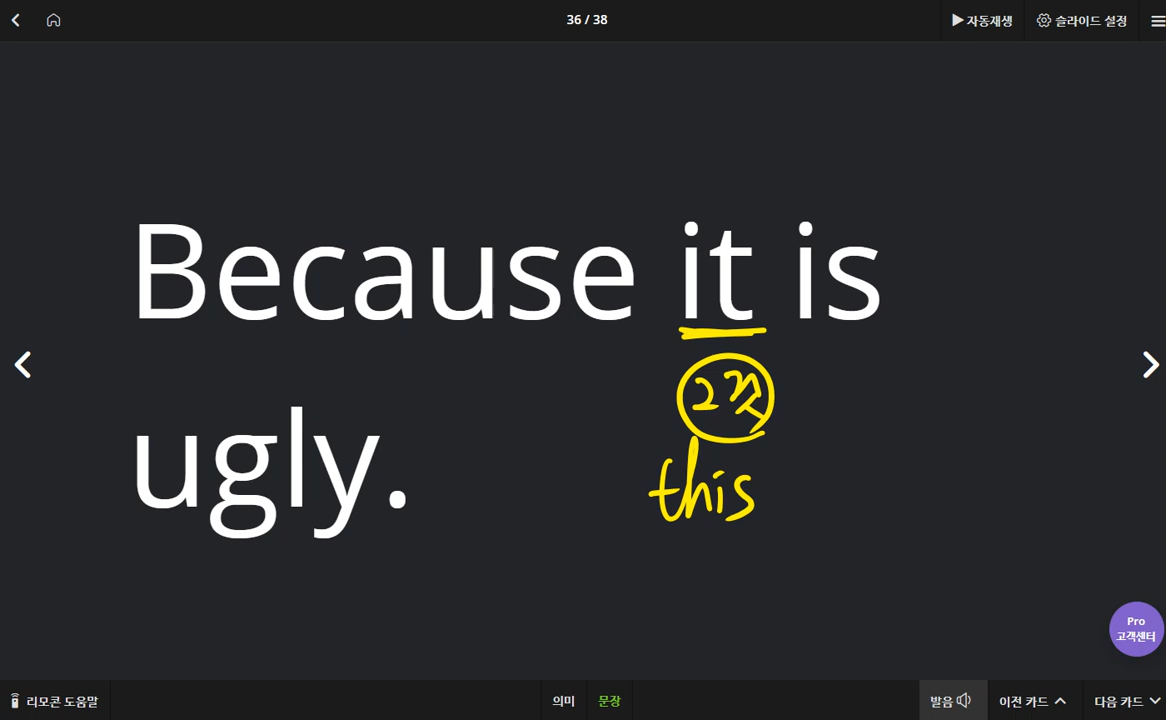 36 / 38
자동재생
슬라이드 설정
Because it is
그것
this
ugly.
Pro
고객센터
리모콘 도움말
의미
문장
발음
이전 카드
다음 카드